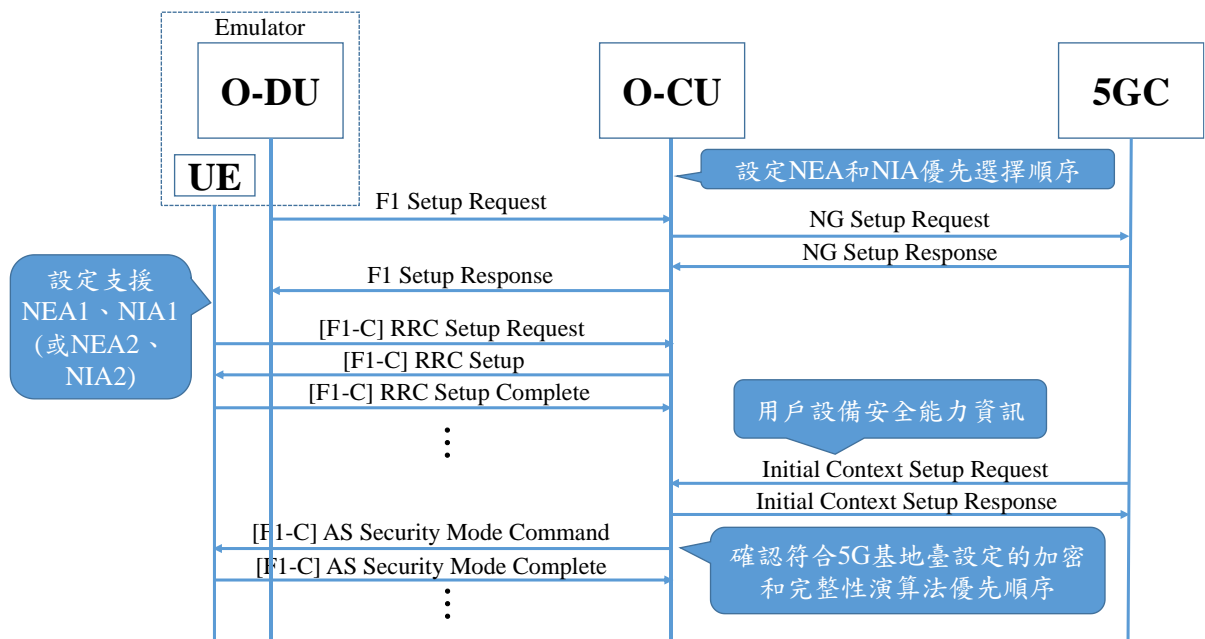 Emulator
O-DU
O-CU
5GC
UE
設定NEA和NIA優先選擇順序
F1 Setup Request
NG Setup Request
NG Setup Response
F1 Setup Response
設定支援
NEA1、NIA1
(或NEA2、
NIA2)
[F1-C] RRC Setup Request
[F1-C] RRC Setup
[F1-C] RRC Setup Complete
用戶設備安全能力資訊
Initial Context Setup Request
Initial Context Setup Response
[F1-C] AS Security Mode Command
[F1-C] AS Security Mode Complete
確認符合5G基地臺設定的加密
和完整性演算法優先順序